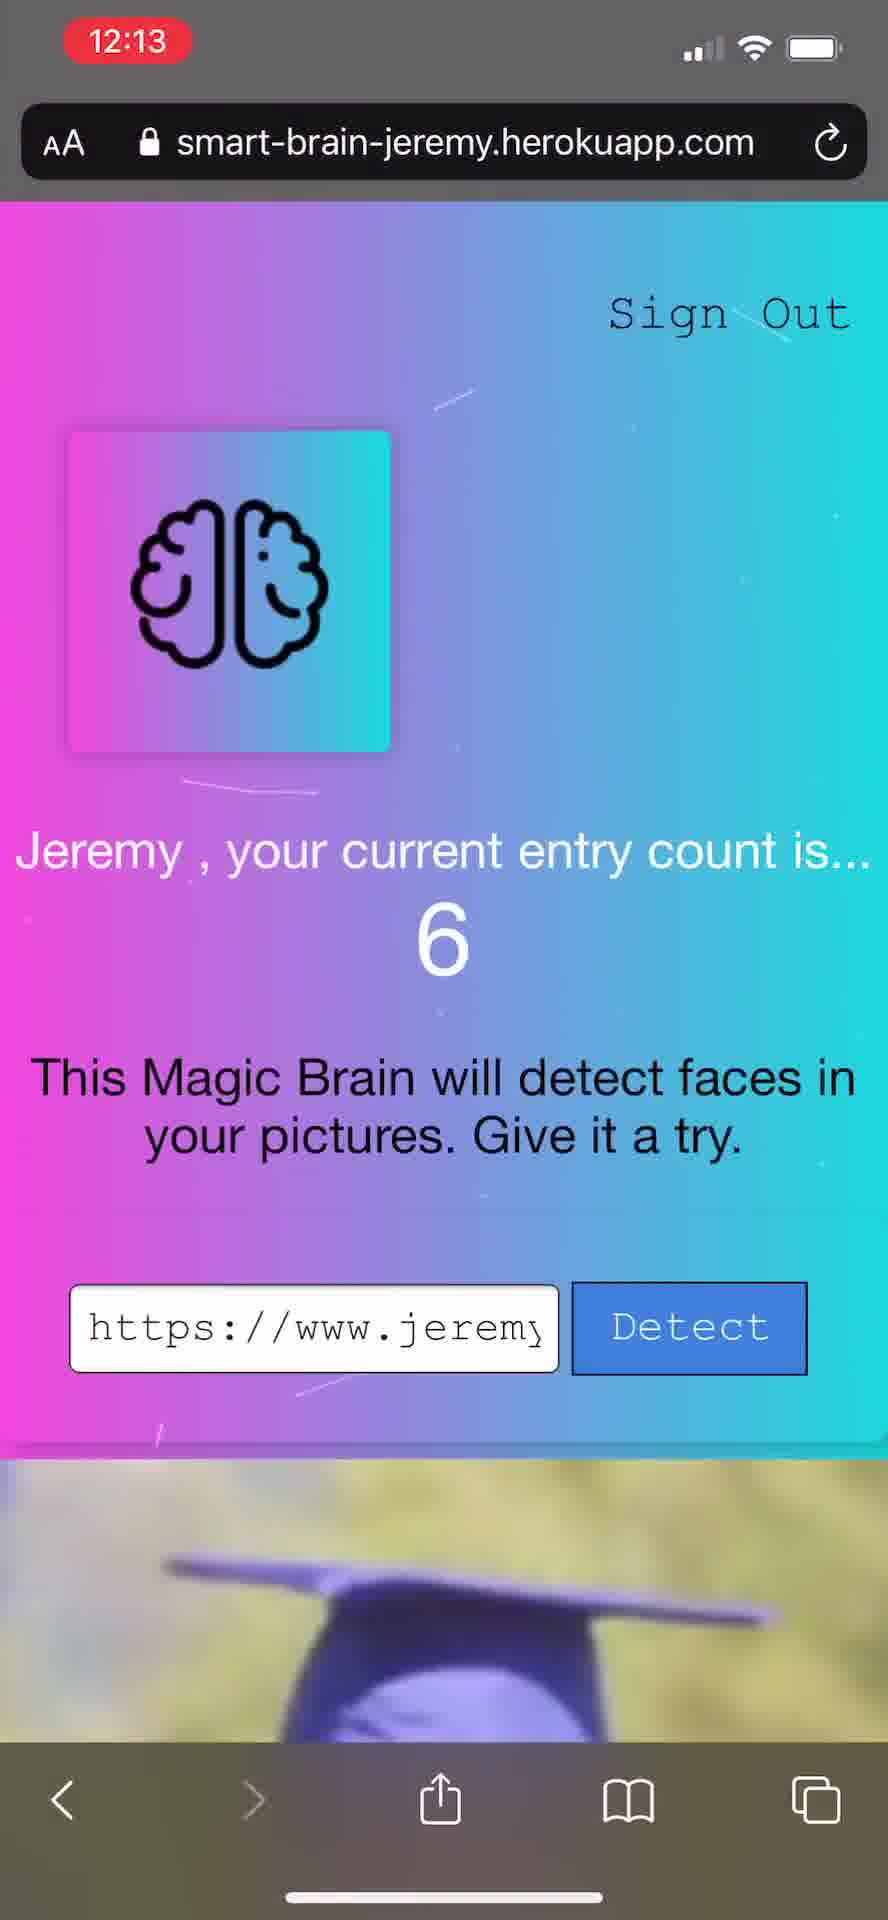 12:13
AA smart-brain-jeremy.herokuapp.com
Sign Out
Jeremy , your current entry count is...
6
This Magic Brain will detect faces in
your pictures. Give it a try.
https://www.jeremy Detect